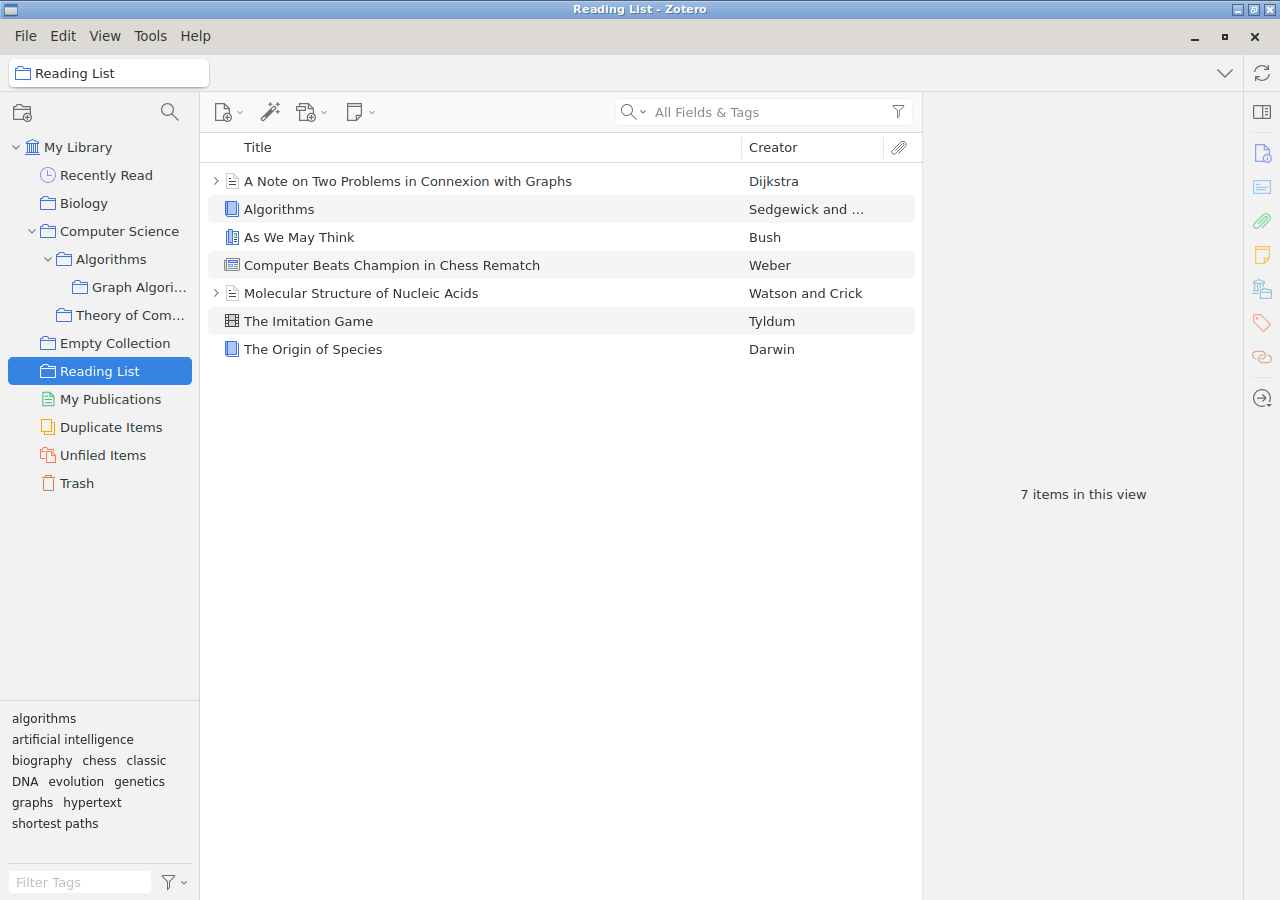 Reading List - Zotero
File Edit View Tools Help
Reading List
All Fields & Tags
My Library
Recently Read
Biology
Computer Science
Algorithms
Graph Algori...
Theory of Com...
Empty Collection
Reading List
My Publications
Duplicate Items
Unfiled Items
Trash
Title Creator
A Note on Two Problems in Connexion with Graphs Dijkstra
Algorithms Sedgewick and ...
As We May Think Bush
Computer Beats Champion in Chess Rematch Weber
Molecular Structure of Nucleic Acids Watson and Crick
The Imitation Game Tyldum
The Origin of Species Darwin
7 items in this view
algorithms
artificial intelligence
biography chess classic
DNA evolution genetics
graphs hypertext
shortest paths
Filter Tags